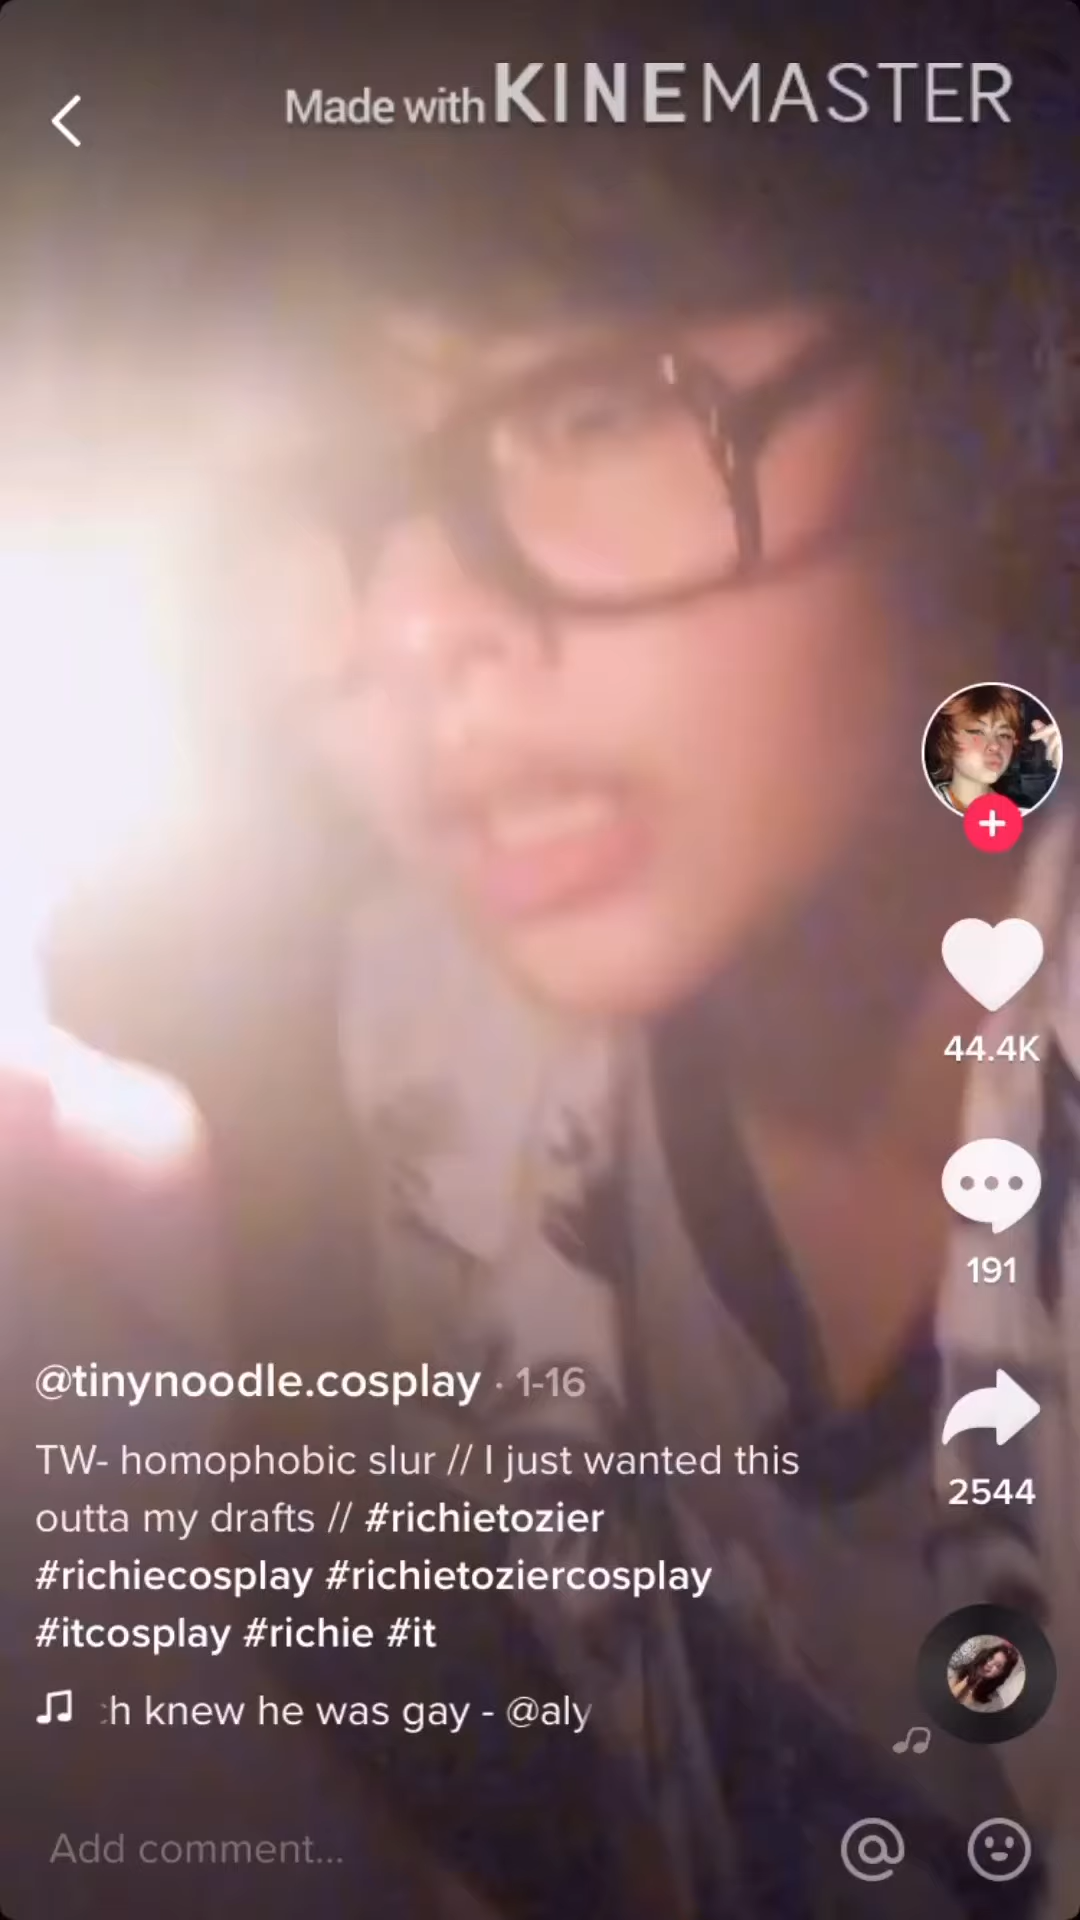 Made with KINEMASTER
44.4K
191
@tinynoodle.cosplay · 1-16
TW- homophobic slur // I just wanted this
outta my drafts // #richietozier
#richiecosplay #richietoziercosplay
#itcosplay #richie #it
2544
:h knew he was gay - @aly
Add comment...